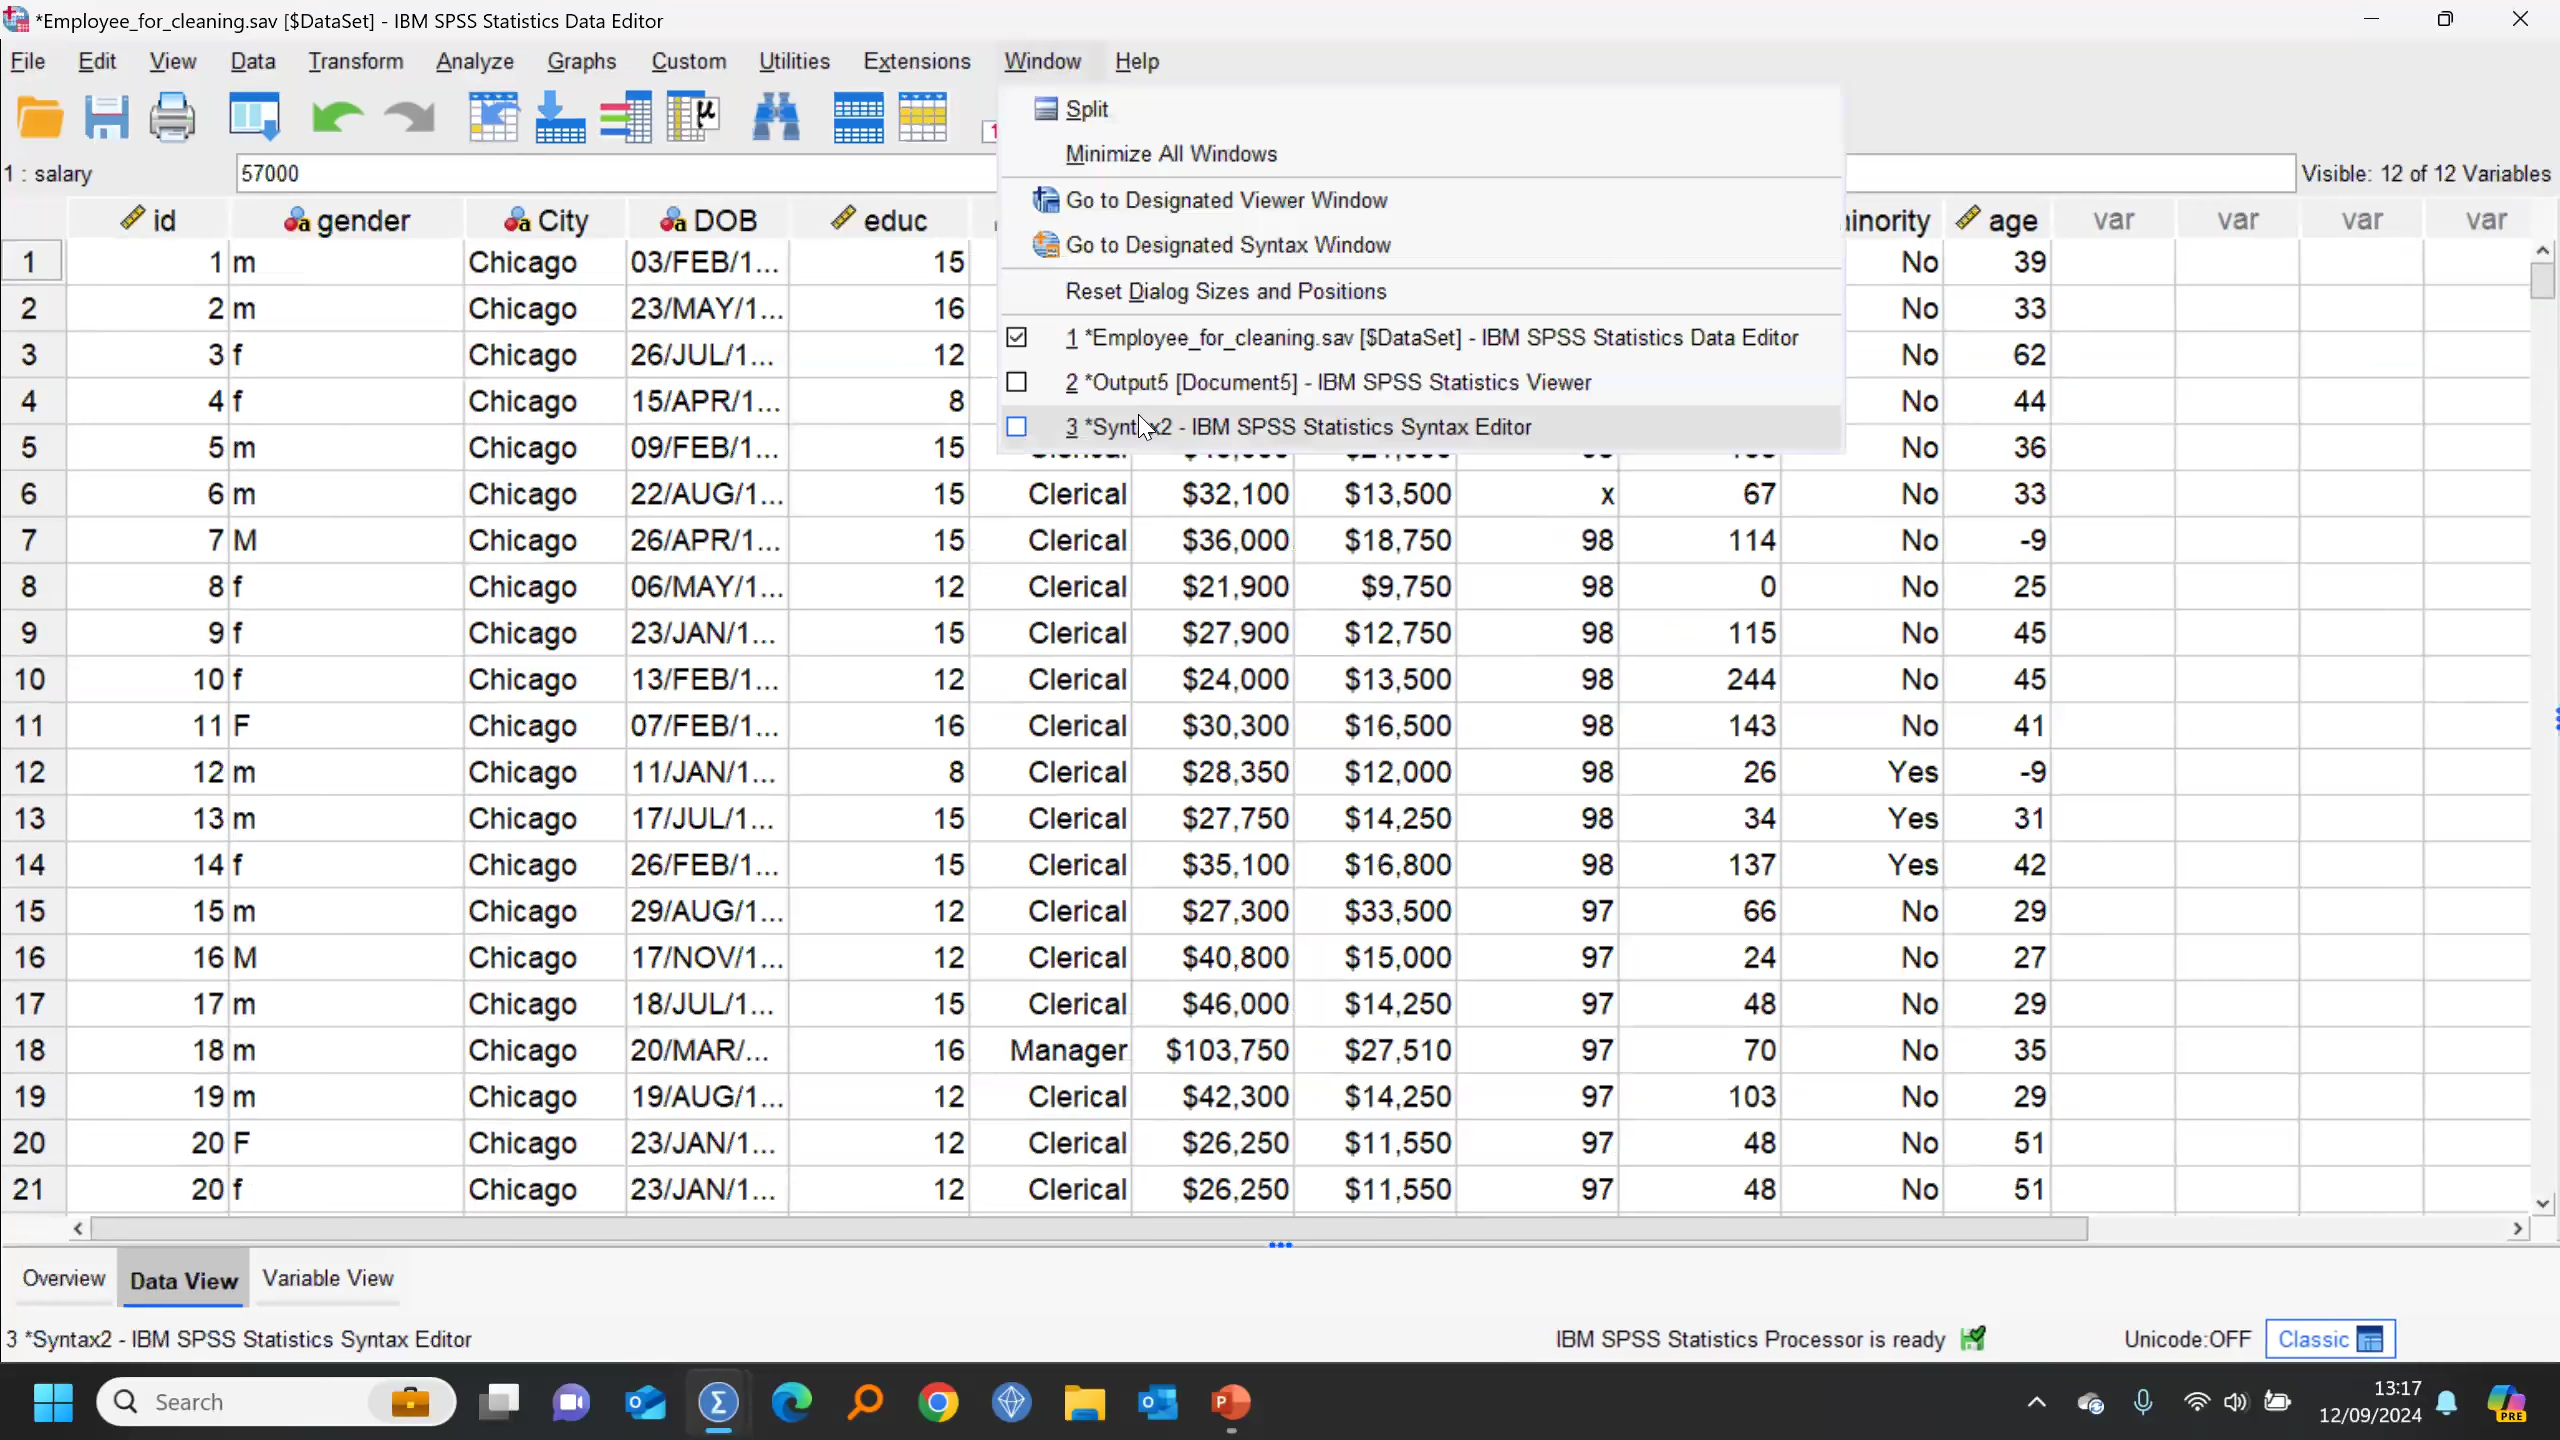 *Employee_for_cleaning.sav [$DataSet] - IBM SPSS Statistics Data Editor
File Edit View Data Transform Analyze Graphs Custom Utilities Extensions Window Help
Split
Minimize All Windows
1 : salary 57000 Visible: 12 of 12 Variables
Go to Designated Viewer Window
Go to Designated Syntax Window
Reset Dialog Sizes and Positions
1 *Employee_for_cleaning.sav [$DataSet] - IBM SPSS Statistics Data Editor
2 *Output5 [Document5] - IBM SPSS Statistics Viewer
3 *Syntax2 - IBM SPSS Statistics Syntax Editor
id gender City DOB educ inority age var var var var
1 1 m Chicago 03/FEB/1... 15 No 39
2 2 m Chicago 23/MAY/1... 16 No 33
3 3 f Chicago 26/JUL/1... 12 No 62
4 4 f Chicago 15/APR/1... 8 No 44
5 5 m Chicago 09/FEB/1... 15 No 36
6 6 m Chicago 22/AUG/1... 15 Clerical $32,100 $13,500 x 67 No 33
7 7 M Chicago 26/APR/1... 15 Clerical $36,000 $18,750 98 114 No -9
8 8 f Chicago 06/MAY/1... 12 Clerical $21,900 $9,750 98 0 No 25
9 9 f Chicago 23/JAN/1... 15 Clerical $27,900 $12,750 98 115 No 45
10 10 f Chicago 13/FEB/1... 12 Clerical $24,000 $13,500 98 244 No 45
11 11 F Chicago 07/FEB/1... 16 Clerical $30,300 $16,500 98 143 No 41
12 12 m Chicago 11/JAN/1... 8 Clerical $28,350 $12,000 98 26 Yes -9
13 13 m Chicago 17/JUL/1... 15 Clerical $27,750 $14,250 98 34 Yes 31
14 14 f Chicago 26/FEB/1... 15 Clerical $35,100 $16,800 98 137 Yes 42
15 15 m Chicago 29/AUG/1... 12 Clerical $27,300 $33,500 97 66 No 29
16 16 M Chicago 17/NOV/1... 12 Clerical $40,800 $15,000 97 24 No 27
17 17 m Chicago 18/JUL/1... 15 Clerical $46,000 $14,250 97 48 No 29
18 18 m Chicago 20/MAR/... 16 Manager $103,750 $27,510 97 70 No 35
19 19 m Chicago 19/AUG/1... 12 Clerical $42,300 $14,250 97 103 No 29
20 20 F Chicago 23/JAN/1... 12 Clerical $26,250 $11,550 97 48 No 51
21 20 f Chicago 23/JAN/1... 12 Clerical $26,250 $11,550 97 48 No 51
Overview Data View Variable View
3 *Syntax2 - IBM SPSS Statistics Syntax Editor IBM SPSS Statistics Processor is ready Unicode:OFF Classic
Search
13:17
12/09/2024
PRE